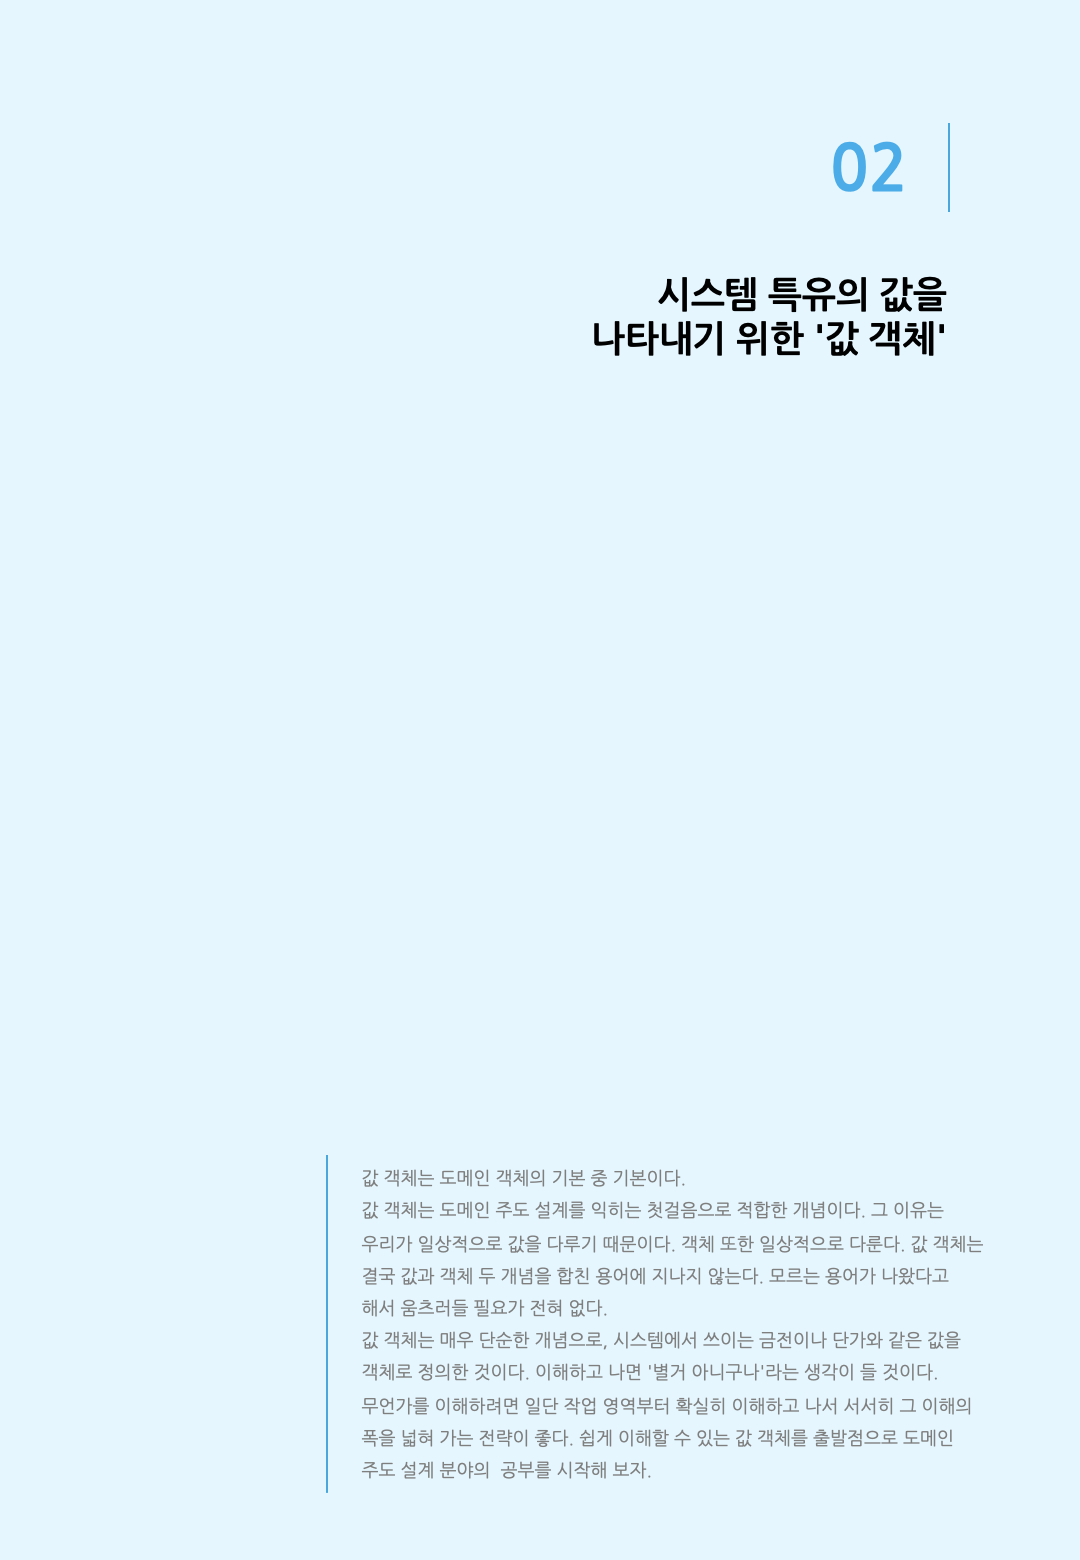 02
시스템 특유의 값을
나타내기 위한 '값 객체'
값 객체는 도메인 객체의 기본 중 기본이다.
값 객체는 도메인 주도 설계를 익히는 첫걸음으로 적합한 개념이다. 그 이유는
우리가 일상적으로 값을 다루기 때문이다. 객체 또한 일상적으로 다룬다. 값 객체는
결국 값과 객체 두 개념을 합친 용어에 지나지 않는다. 모르는 용어가 나왔다고
해서 움츠러들 필요가 전혀 없다.
값 객체는 매우 단순한 개념으로, 시스템에서 쓰이는 금전이나 단가와 같은 값을
객체로 정의한 것이다. 이해하고 나면 '별거 아니구나'라는 생각이 들 것이다.
무언가를 이해하려면 일단 작업 영역부터 확실히 이해하고 나서 서서히 그 이해의
폭을 넓혀 가는 전략이 좋다. 쉽게 이해할 수 있는 값 객체를 출발점으로 도메인
주도 설계 분야의 공부를 시작해 보자.